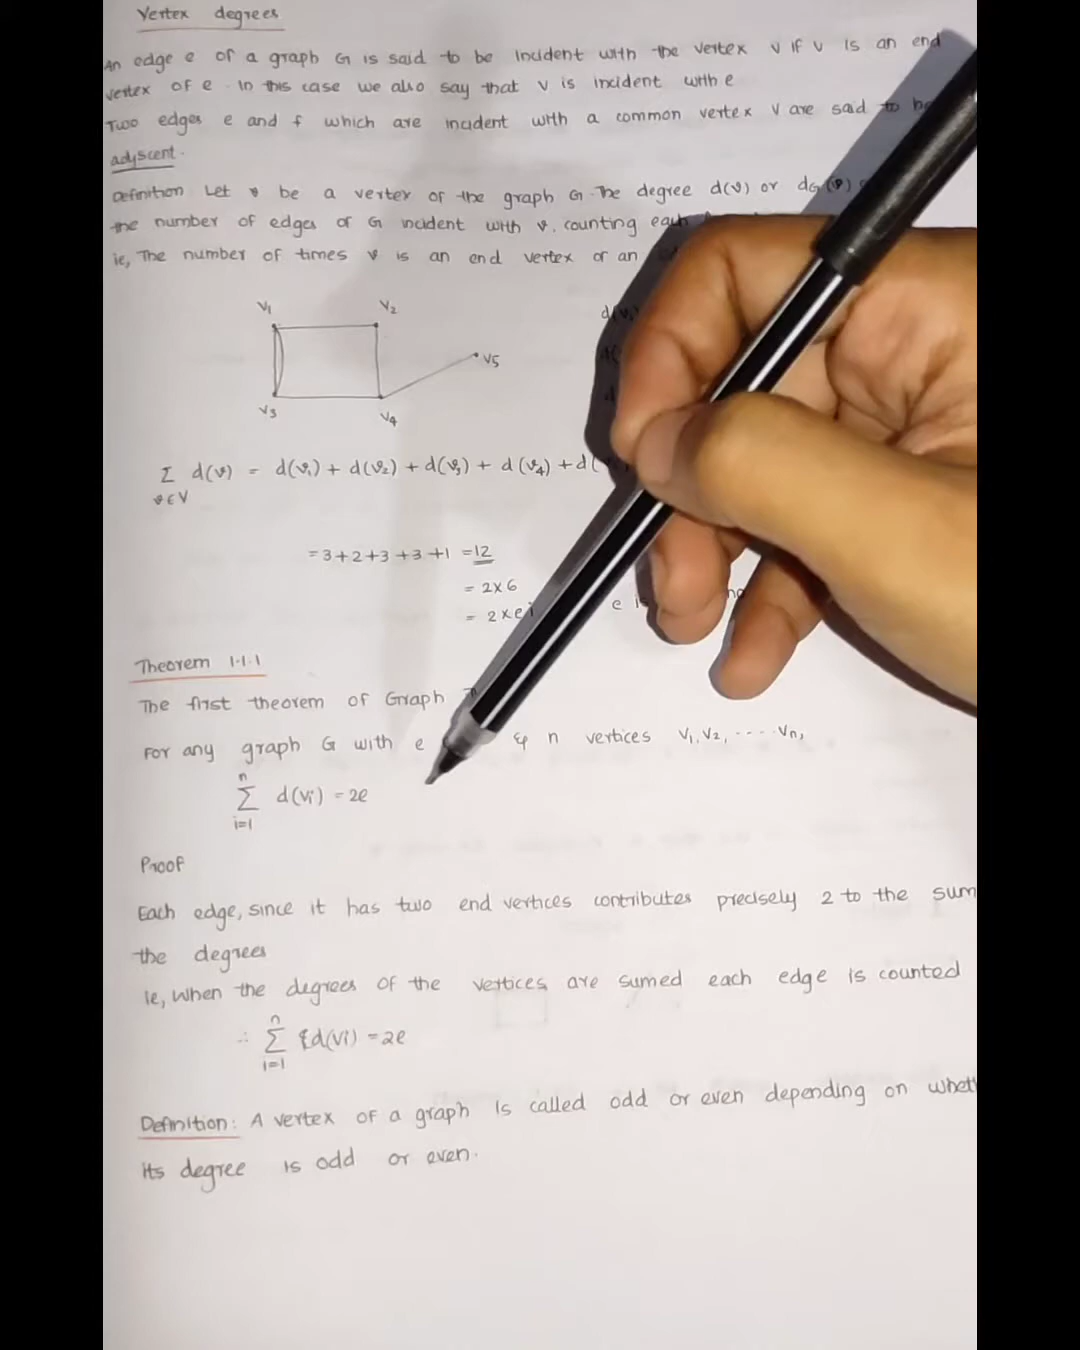 Vertex degrees
An edge e of a graph G is said to be incident with the vertex v if v is an end
vertex of e. In this case we also say that v is incident with e
Two edges e and f which are incident with a common vertex v are said to be
adjscent.
Definition Let v be a vertex of the graph G. The degree d(v) or dG(v)
the number of edges of G incident with v, counting each
ie, The number of times v is an end vertex or an
V1 V2
d(v1)
V5
V3 V4
Σ d(v) = d(v1) + d(v2) + d(v3) + d(v4) + d(
v∈V
= 3+2+3+3+1 = 12
= 2×6
= 2×e e is
Theorem 1.1.1
The first theorem of Graph
For any graph G with e & n vertices V1, V2, ..... Vn,
n
Σ d(vi) = 2e
i=1
Proof
Each edge, since it has two end vertices contributes precisely 2 to the sum
the degrees
ie, when the degrees of the vertices are sumed each edge is counted
n
∴ Σ d(vi) = 2e
i=1
Definition: A vertex of a graph is called odd or even depending on whet
its degree is odd or even.